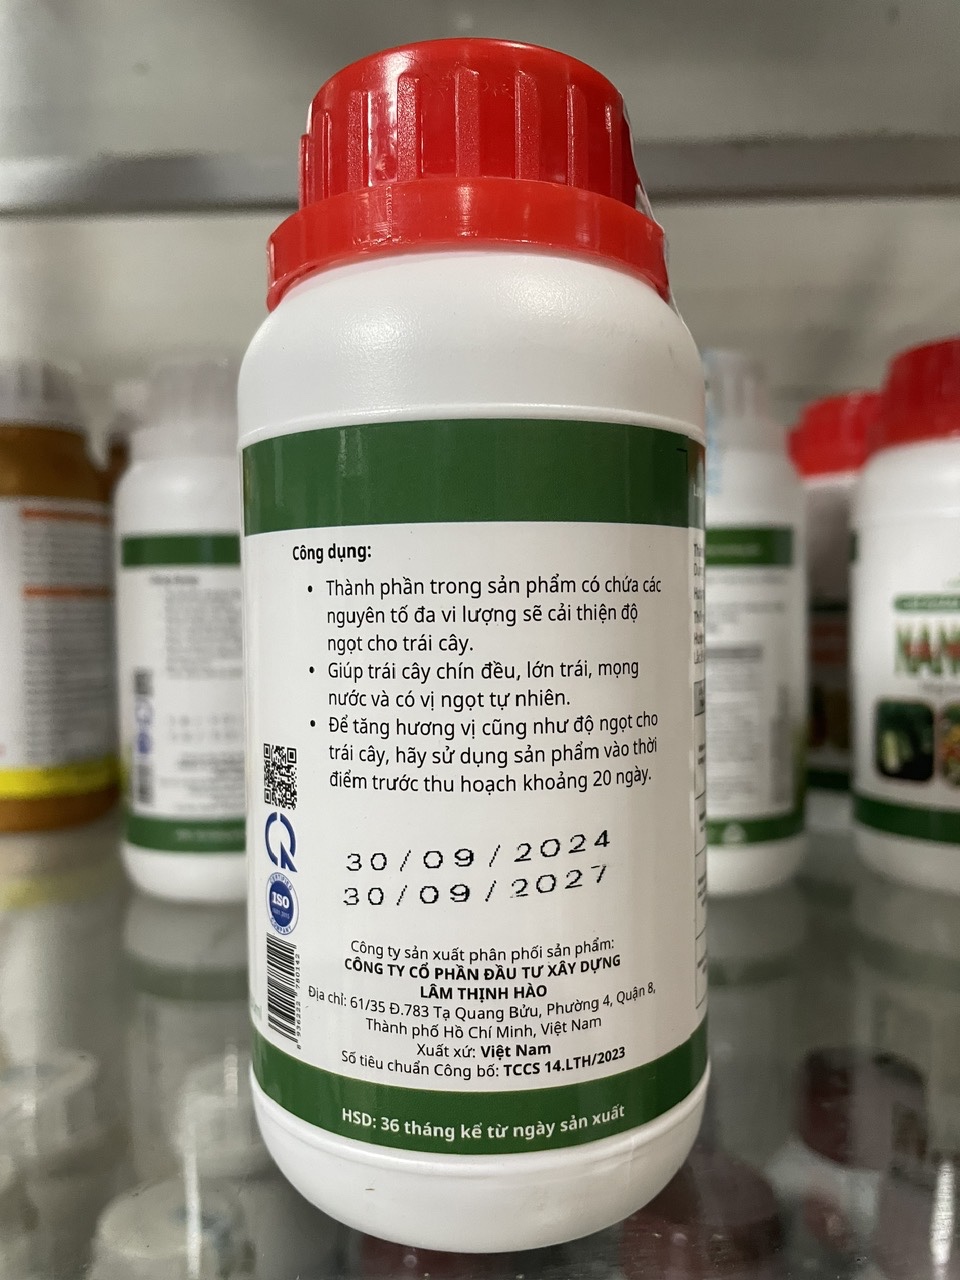 Công dụng:
• Thành phần trong sản phẩm có chứa các
nguyên tố đa vi lượng sẽ cải thiện độ
ngọt cho trái cây.
• Giúp trái cây chín đều, lớn trái, mọng
nước và có vị ngọt tự nhiên.
• Để tăng hương vị cũng như độ ngọt cho
trái cây, hãy sử dụng sản phẩm vào thời
điểm trước thu hoạch khoảng 20 ngày.
30/09/2024
30/09/2027
CERTIFIED
ISO
COMPANY
8 936222 780142
Công ty sản xuất phân phối sản phẩm:
CÔNG TY CỔ PHẦN ĐẦU TƯ XÂY DỰNG
LÂM THỊNH HÀO
Địa chỉ: 61/35 Đ.783 Tạ Quang Bửu, Phường 4, Quận 8,
Thành phố Hồ Chí Minh, Việt Nam
Xuất xứ: Việt Nam
Số tiêu chuẩn Công bố: TCCS 14.LTH/2023
HSD: 36 tháng kể từ ngày sản xuất